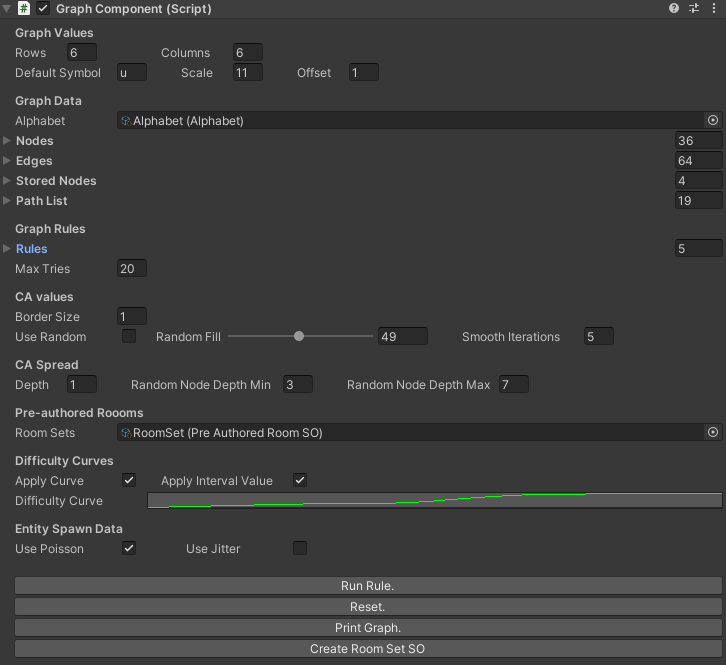 # Graph Component (Script)
Graph Values
Rows 6 Columns 6
Default Symbol u Scale 11 Offset 1
Graph Data
Alphabet Alphabet (Alphabet)
Nodes 36
Edges 64
Stored Nodes 4
Path List 19
Graph Rules
Rules 5
Max Tries 20
CA values
Border Size 1
Use Random Random Fill 49 Smooth Iterations 5
CA Spread
Depth 1 Random Node Depth Min 3 Random Node Depth Max 7
Pre-authored Roooms
Room Sets RoomSet (Pre Authored Room SO)
Difficulty Curves
Apply Curve Apply Interval Value
Difficulty Curve
Entity Spawn Data
Use Poisson Use Jitter
Run Rule.
Reset.
Print Graph.
Create Room Set SO